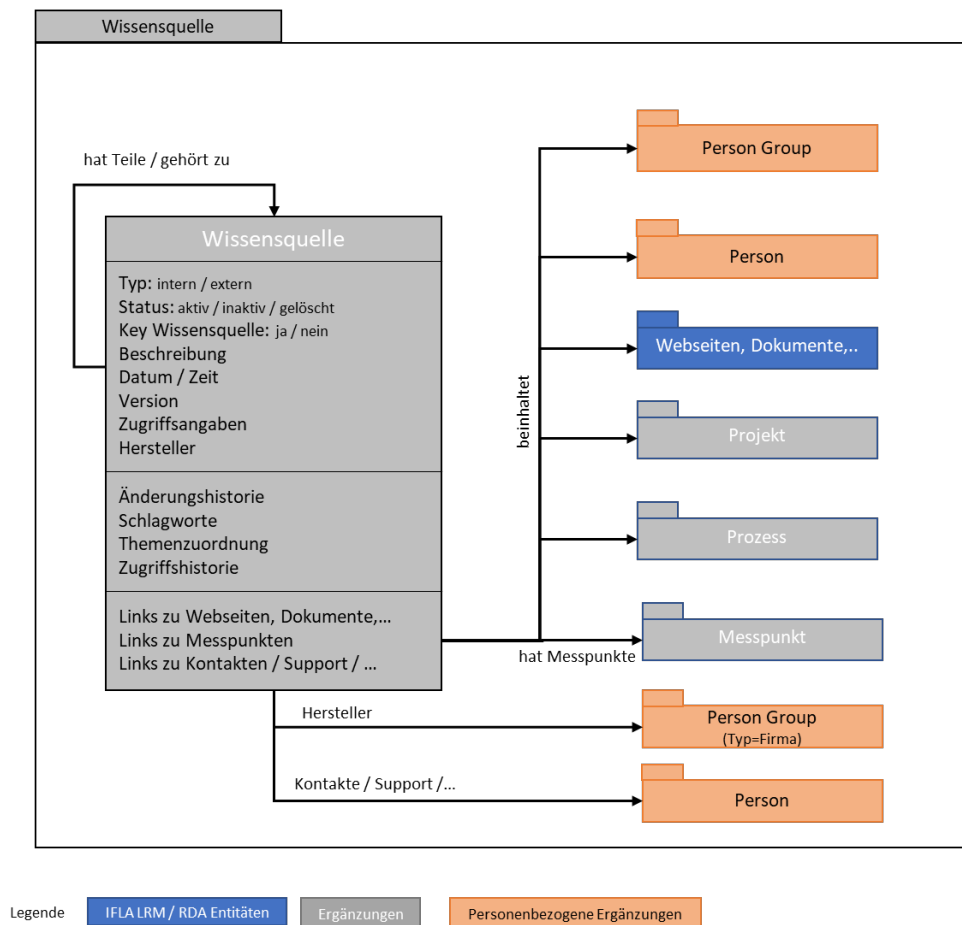 Wissensquelle
hat Teile / gehört zu
Wissensquelle
Typ: intern / extern
Status: aktiv / inaktiv / gelöscht
Key Wissensquelle: ja / nein
Beschreibung
Datum / Zeit
Version
Zugriffsangaben
Hersteller
Änderungshistorie
Schlagworte
Themenzuordnung
Zugriffshistorie
Links zu Webseiten, Dokumente,...
Links zu Messpunkten
Links zu Kontakten / Support / ...
beinhaltet
Person Group
Person
Webseiten, Dokumente,..
Projekt
Prozess
Messpunkt
hat Messpunkte
Hersteller
Person Group
(Typ=Firma)
Kontakte / Support /...
Person
Legende
IFLA LRM / RDA Entitäten
Ergänzungen
Personenbezogene Ergänzungen